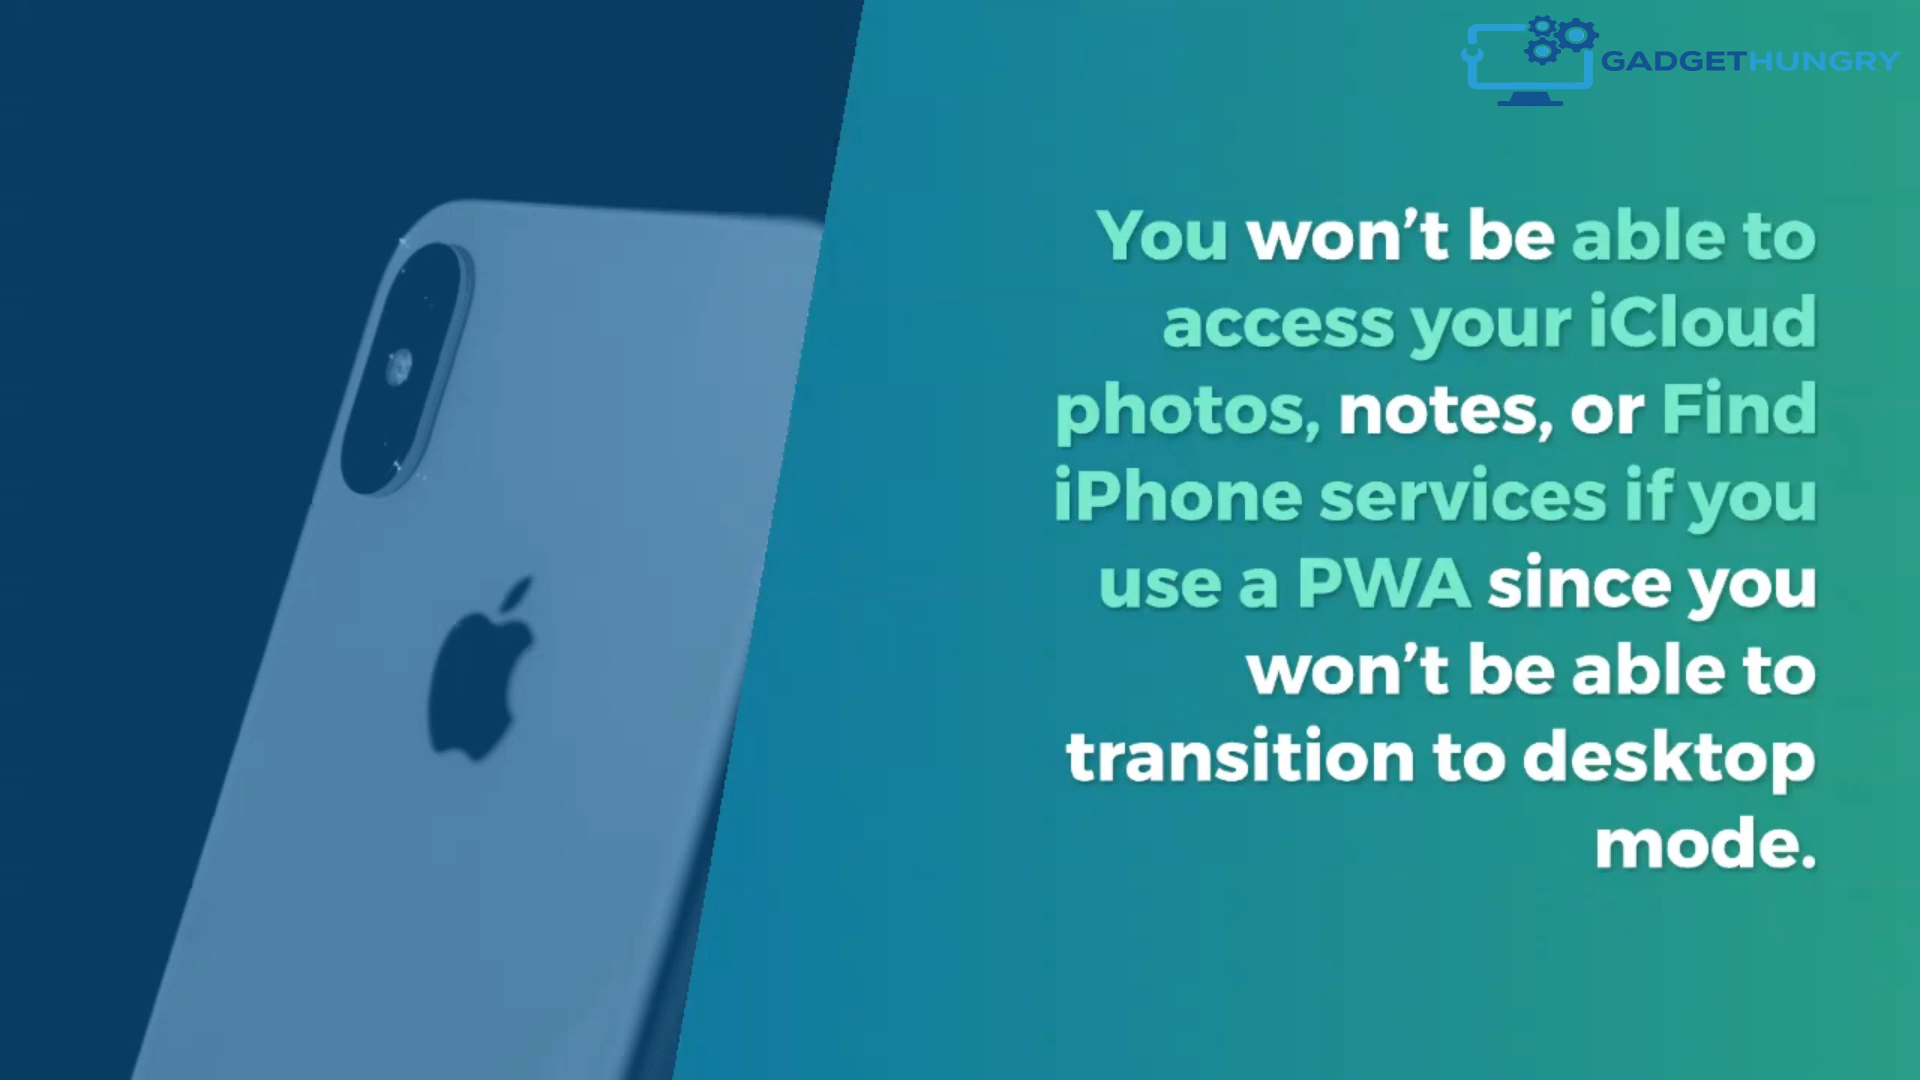 GADGETHUNGRY
You won’t be able to
access your iCloud
photos, notes, or Find
iPhone services if you
use a PWA since you
won’t be able to
transition to desktop
mode.